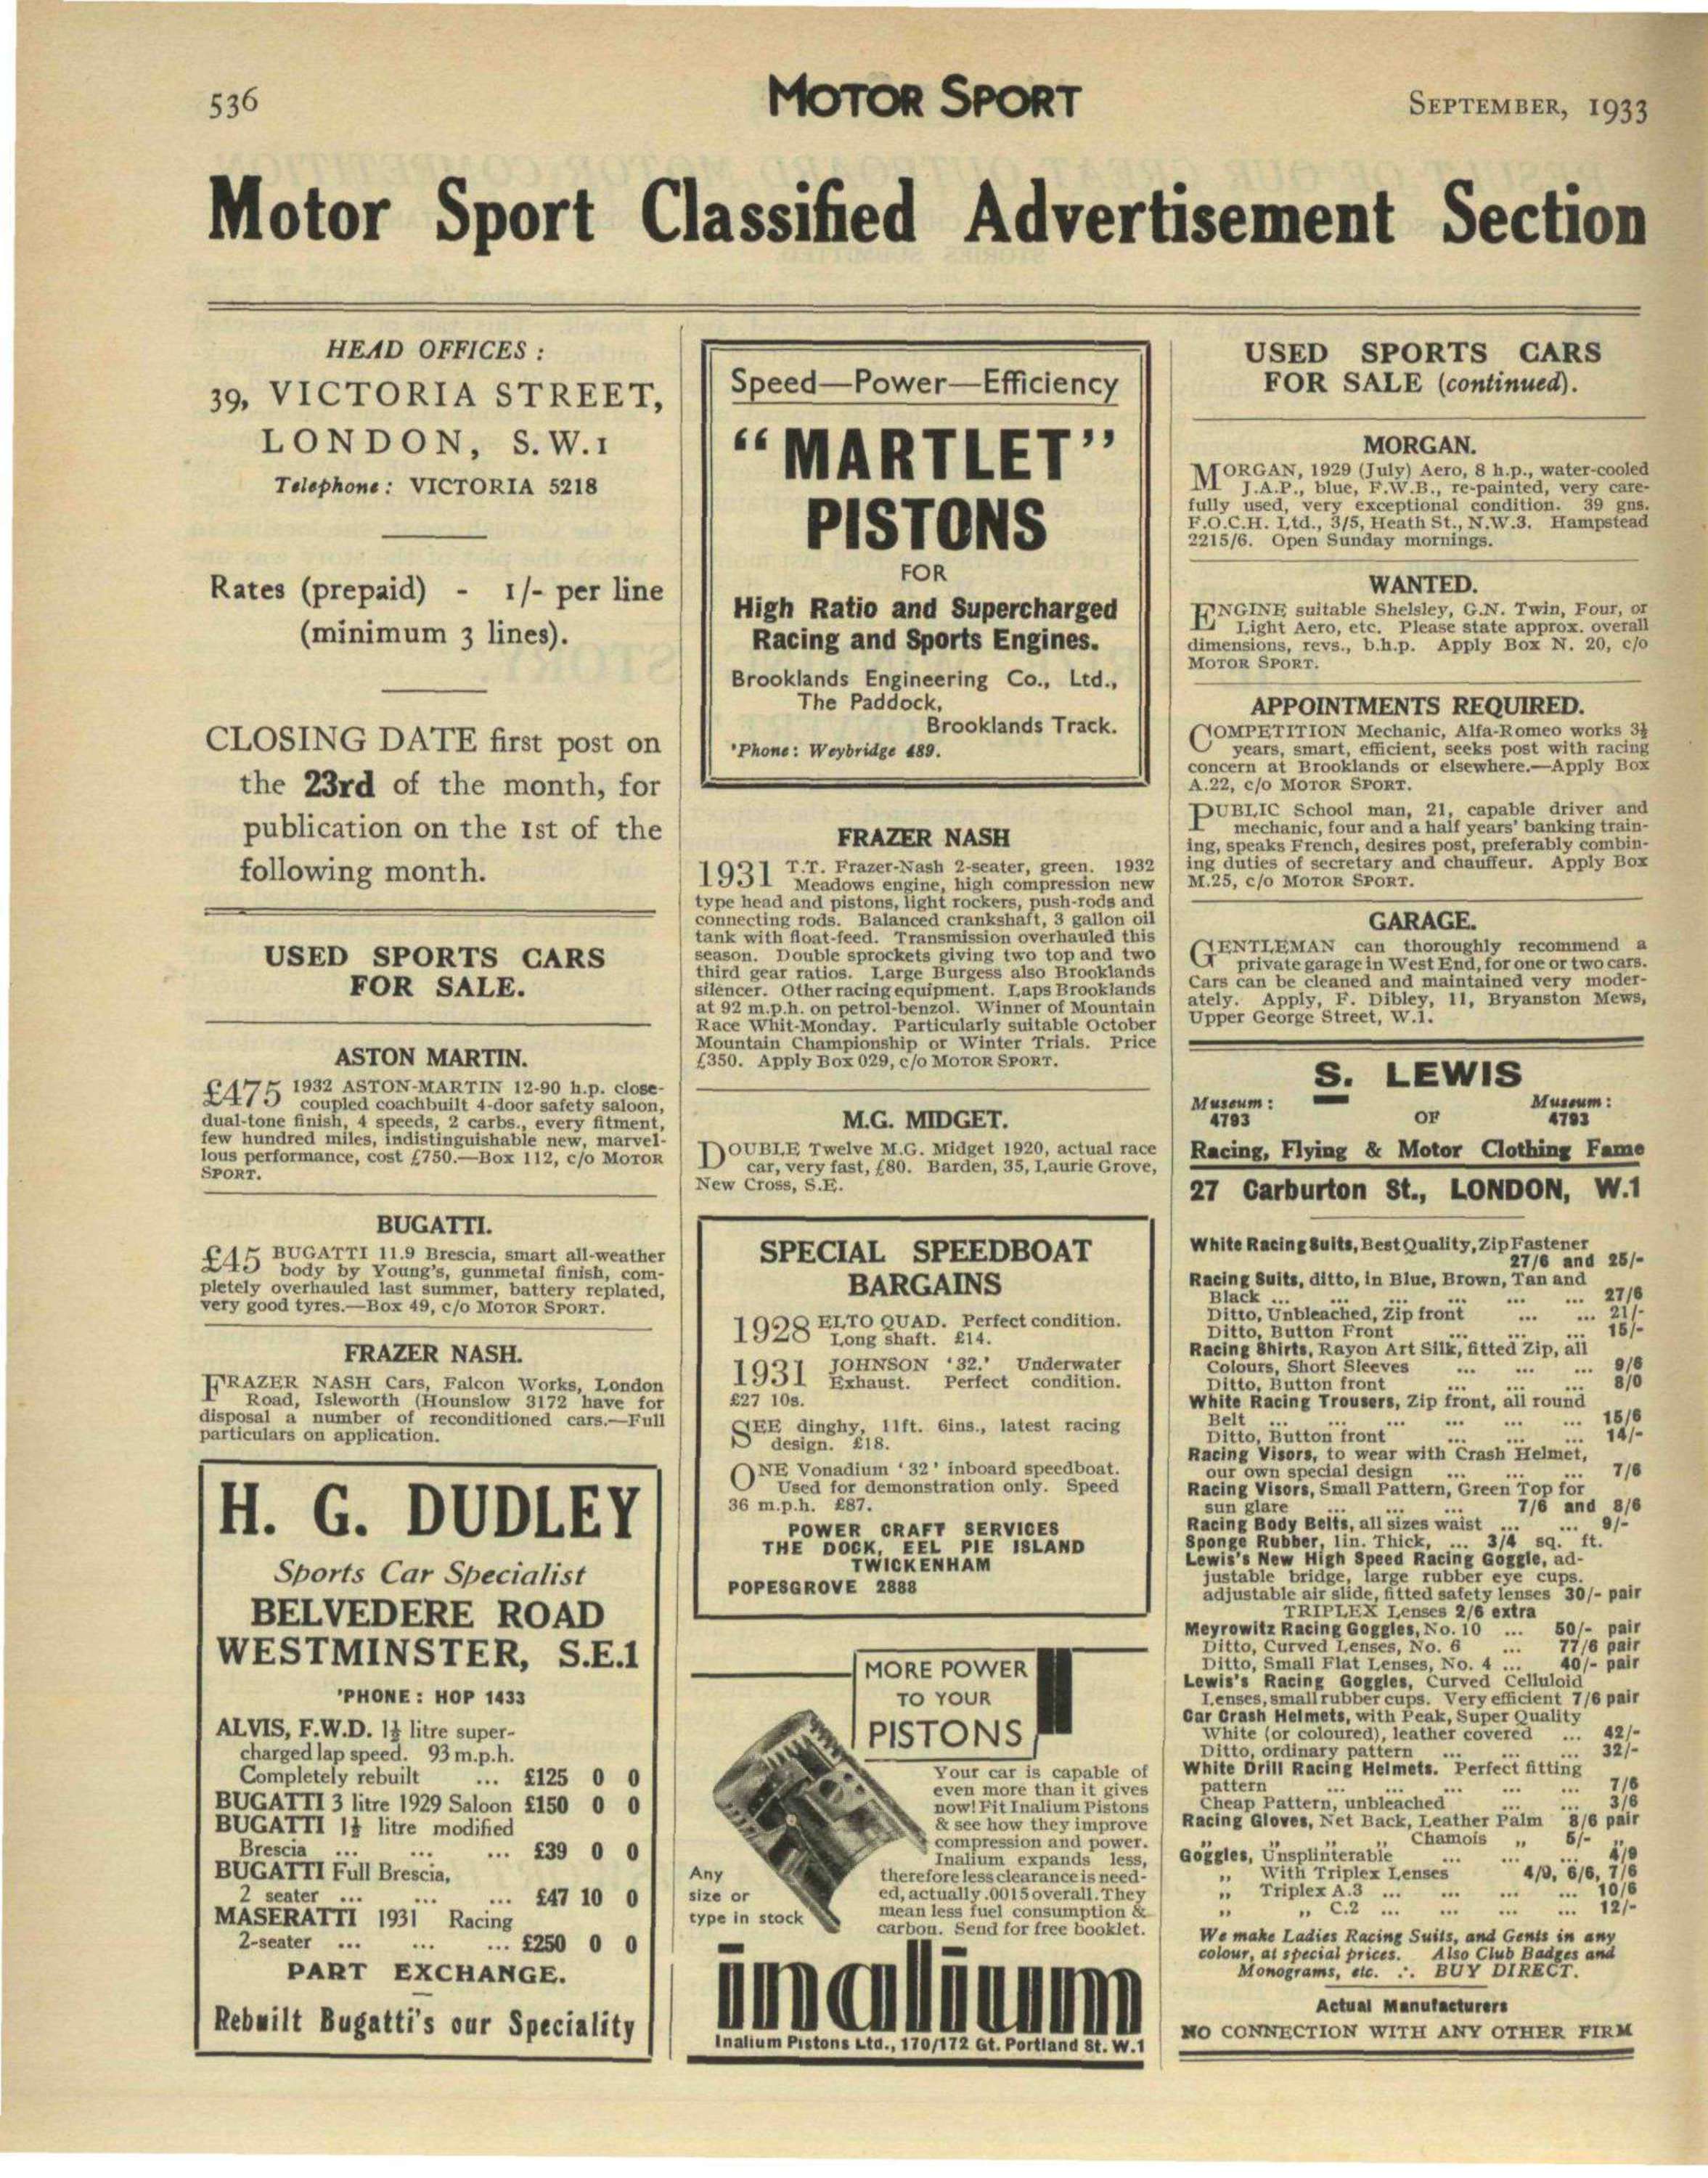 536
MOTOR SPORT
SEPTEMBER, 1933
Motor Sport Classified Advertisement Section
HEAD OFFICES :
39, VICTORIA STREET,
LONDON, S.W.1
Telephone: VICTORIA 5218
Rates (prepaid) - 1/- per line
(minimum 3 lines).
CLOSING DATE first post on
the 23rd of the month, for
publication on the 1st of the
following month.
USED SPORTS CARS
FOR SALE.
ASTON MARTIN.
£475 1932 ASTON-MARTIN 12-90 h.p. close-
coupled coachbuilt 4-door safety saloon,
dual-tone finish, 4 speeds, 2 carbs., every fitment,
few hundred miles, indistinguishable new, marvel-
lous performance, cost £750.—Box 112, c/o MOTOR
SPORT.
BUGATTI.
£45 BUGATTI 11.9 Brescia, smart all-weather
body by Young's, gunmetal finish, com-
pletely overhauled last summer, battery replated,
very good tyres.—Box 49, c/o MOTOR SPORT.
FRAZER NASH.
FRAZER NASH Cars, Falcon Works, London
Road, Isleworth (Hounslow 3172 have for
disposal a number of reconditioned cars.—Full
particulars on application.
H. G. DUDLEY
Sports Car Specialist
BELVEDERE ROAD
WESTMINSTER, S.E.1
'PHONE: HOP 1433
ALVIS, F.W.D. 1½ litre super-
charged lap speed. 93 m.p.h.
Completely rebuilt ... £125 0 0
BUGATTI 3 litre 1929 Saloon £150 0 0
BUGATTI 1½ litre modified
Brescia ... ... ... £39 0 0
BUGATTI Full Brescia,
2 seater ... ... ... £47 10 0
MASERATTI 1931 Racing
2-seater ... ... ... £250 0 0
PART EXCHANGE.
Rebuilt Bugatti's our Speciality
Speed—Power—Efficiency
"MARTLET"
PISTONS
FOR
High Ratio and Supercharged
Racing and Sports Engines.
Brooklands Engineering Co., Ltd.,
The Paddock,
Brooklands Track.
'Phone: Weybridge 489.
FRAZER NASH
1931 T.T. Frazer-Nash 2-seater, green. 1932
Meadows engine, high compression new
type head and pistons, light rockers, push-rods and
connecting rods. Balanced crankshaft, 3 gallon oil
tank with float-feed. Transmission overhauled this
season. Double sprockets giving two top and two
third gear ratios. Large Burgess also Brooklands
silencer. Other racing equipment. Laps Brooklands
at 92 m.p.h. on petrol-benzol. Winner of Mountain
Race Whit-Monday. Particularly suitable October
Mountain Championship or Winter Trials. Price
£350. Apply Box 029, c/o MOTOR SPORT.
M.G. MIDGET.
DOUBLE Twelve M.G. Midget 1920, actual race
car, very fast, £80. Barden, 35, Laurie Grove,
New Cross, S.E.
SPECIAL SPEEDBOAT
BARGAINS
1928 ELTO QUAD. Perfect condition.
Long shaft. £14.
1931 JOHNSON '32.' Underwater
Exhaust. Perfect condition.
£27 10s.
SEE dinghy, 11ft. 6ins., latest racing
design. £18.
ONE Vonadium '32' inboard speedboat.
Used for demonstration only. Speed
36 m.p.h. £87.
POWER CRAFT SERVICES
THE DOCK, EEL PIE ISLAND
TWICKENHAM
POPESGROVE 2888
MORE POWER
TO YOUR
PISTONS
Your car is capable of
even more than it gives
now! Fit Inalium Pistons
& see how they improve
compression and power.
Inalium expands less,
therefore less clearance is need-
ed, actually .0015 overall. They
mean less fuel consumption &
carbon. Send for free booklet.
Any
size or
type in stock
inalium
Inalium Pistons Ltd., 170/172 Gt. Portland St. W.1
USED SPORTS CARS
FOR SALE (continued).
MORGAN.
MORGAN, 1929 (July) Aero, 8 h.p., water-cooled
J.A.P., blue, F.W.B., re-painted, very care-
fully used, very exceptional condition. 39 gns.
F.O.C.H. Ltd., 3/5, Heath St., N.W.3. Hampstead
2215/6. Open Sunday mornings.
WANTED.
ENGINE suitable Shelsley, G.N. Twin, Four, or
Light Aero, etc. Please state approx. overall
dimensions, revs., b.h.p. Apply Box N. 20, c/o
MOTOR SPORT.
APPOINTMENTS REQUIRED.
COMPETITION Mechanic, Alfa-Romeo works 3½
years, smart, efficient, seeks post with racing
concern at Brooklands or elsewhere.—Apply Box
A.22, c/o MOTOR SPORT.
PUBLIC School man, 21, capable driver and
mechanic, four and a half years' banking train-
ing, speaks French, desires post, preferably combin-
ing duties of secretary and chauffeur. Apply Box
M.25, c/o MOTOR SPORT.
GARAGE.
GENTLEMAN can thoroughly recommend a
private garage in West End, for one or two cars.
Cars can be cleaned and maintained very moder-
ately. Apply, F. Dibley, 11, Bryanston Mews,
Upper George Street, W.1.
S. LEWIS
Museum: 4793 OF Museum: 4793
Racing, Flying & Motor Clothing Fame
27 Carburton St., LONDON, W.1
White Racing Suits, Best Quality, Zip Fastener
27/6 and 25/-
Racing Suits, ditto, in Blue, Brown, Tan and
Black ... ... ... ... ... ... 27/6
Ditto, Unbleached, Zip front ... ... 21/-
Ditto, Button Front ... ... ... 15/-
Racing Shirts, Rayon Art Silk, fitted Zip, all
Colours, Short Sleeves ... ... ... 9/6
Ditto, Button front ... ... ... 8/0
White Racing Trousers, Zip front, all round
Belt ... ... ... ... ... ... 15/6
Ditto, Button front ... ... ... 14/-
Racing Visors, to wear with Crash Helmet,
our own special design ... ... ... 7/6
Racing Visors, Small Pattern, Green Top for
sun glare ... ... ... 7/6 and 8/6
Racing Body Belts, all sizes waist ... ... 9/-
Sponge Rubber, 1in. Thick, ... 3/4 sq. ft.
Lewis's New High Speed Racing Goggle, ad-
justable bridge, large rubber eye cups.
adjustable air slide, fitted safety lenses 30/- pair
TRIPLEX Lenses 2/6 extra
Meyrowitz Racing Goggles, No. 10 ... 50/- pair
Ditto, Curved Lenses, No. 6 ... 77/6 pair
Ditto, Small Flat Lenses, No. 4 ... 40/- pair
Lewis's Racing Goggles, Curved Celluloid
Lenses, small rubber cups. Very efficient 7/6 pair
Car Crash Helmets, with Peak, Super Quality
White (or coloured), leather covered ... 42/-
Ditto, ordinary pattern ... ... ... 32/-
White Drill Racing Helmets. Perfect fitting
pattern ... ... ... ... ... 7/6
Cheap Pattern, unbleached ... ... 3/6
Racing Gloves, Net Back, Leather Palm 8/6 pair
" " " " Chamois " 5/- "
Goggles, Unsplinterable ... ... ... 4/9
" With Triplex Lenses 4/9, 6/6, 7/6
" Triplex A.3 ... ... ... ... 10/6
" " C.2 ... ... ... ... 12/-
We make Ladies Racing Suits, and Gents in any
colour, at special prices. Also Club Badges and
Monograms, etc. ∴ BUY DIRECT.
Actual Manufacturers
NO CONNECTION WITH ANY OTHER FIRM